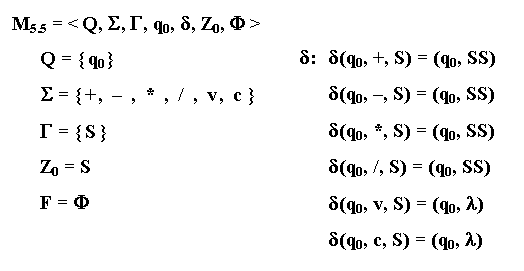 M₅.₅ = < Q, Σ, Γ, q₀, δ, Z₀, Φ >
Q = { q₀}
Σ = {+, – , * , / , v, c }
Γ = { S }
Z₀ = S
F = Φ
δ: δ(q₀, +, S) = (q₀, SS)
δ(q₀, –, S) = (q₀, SS)
δ(q₀, *, S) = (q₀, SS)
δ(q₀, /, S) = (q₀, SS)
δ(q₀, v, S) = (q₀, λ)
δ(q₀, c, S) = (q₀, λ)